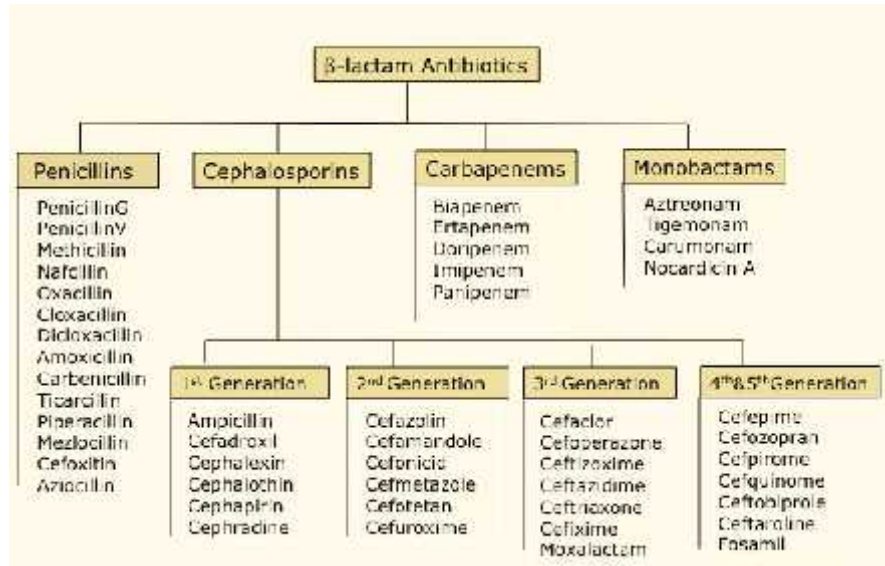 β-lactam Antibiotics
Penicillins
PenicillinG
PenicillinV
Methicillin
Nafcillin
Oxacillin
Cloxacillin
Dicloxacillin
Amoxicillin
Carbenicillin
Ticarcillin
Piperacillin
Mezlocillin
Cefoxitin
Aziocillin
Cephalosporins
Carbapenems
Biapenem
Ertapenem
Doripenem
Imipenem
Panipenem
Monobactams
Aztreonam
Tigemonam
Carumonam
Nocardicin A
1st Generation
Ampicillin
Cefadroxil
Cephalexin
Cephalothin
Cephapirin
Cephradine
2nd Generation
Cefazolin
Cefamandole
Cefonicid
Cefmetazole
Cefotetan
Cefuroxime
3rd Generation
Cefaclor
Cefoperazone
Ceftizoxime
Ceftazidime
Ceftriaxone
Cefixime
Moxalactam
4th&5thGeneration
Cefepime
Cefozopran
Cefpirome
Cefquinome
Ceftobiprole
Ceftaroline
Fosamil